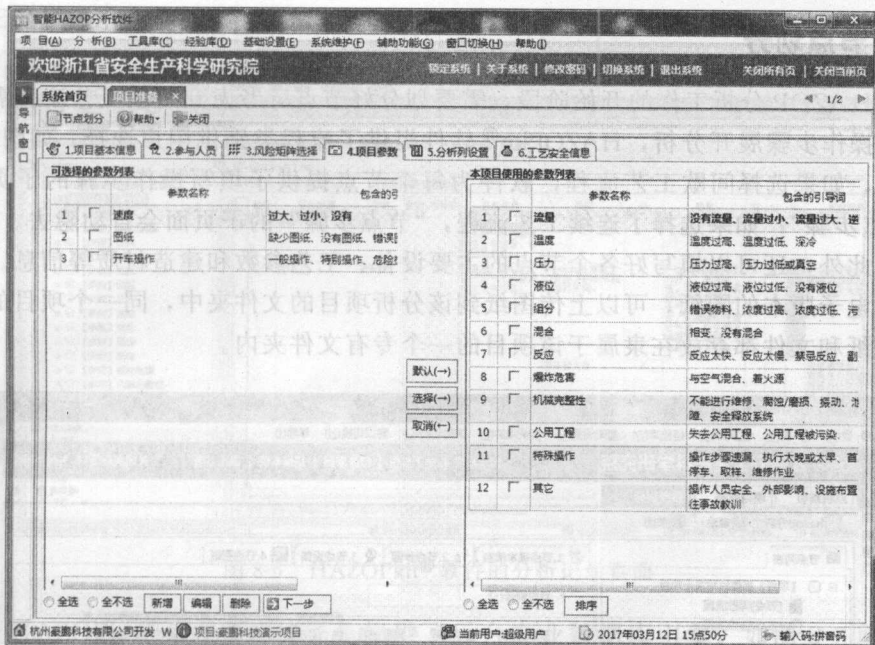 智能HAZOP分析软件
项 目(A) 分 析(B) 工具库(C) 经验库(D) 基础设置(E) 系统维护(F) 辅助功能(G) 窗口切换(H) 帮助(I)
欢迎浙江省安全生产科学研究院
锁定系统 | 关于系统 | 修改密码 | 切换系统 | 退出系统 关闭所有页 | 关闭当前页
系统首页 项目准备 × 1/2
导航窗口
节点划分 帮助 关闭
1.项目基本信息 2.参与人员 3.风险矩阵选择 4.项目参数 5.分析列设置 6.工艺安全信息
可选择的参数列表
参数名称 包含的引
1 速度 过大、过小、没有
2 图纸 缺少图纸、没有图纸、错误
3 开车操作 一般操作、特别操作、危险
默认(→)
选择(→)
取消(←)
本项目使用的参数列表
参数名称 包含的引导词
1 流量 没有流量、流量过小、流量过大、逆
2 温度 温度过高、温度过低、深冷
3 压力 压力过高、压力过低或真空
4 液位 液位过高、液位过低、没有液位
5 组分 错误物料、浓度过高、浓度过低、污
6 混合 相变、没有混合
7 反应 反应太快、反应太慢、禁忌反应、副
8 爆炸危害 与空气混合、着火源
9 机械完整性 不能进行维修、腐蚀/磨损、振动、泄
障、安全释放系统
10 公用工程 失去公用工程、公用工程被污染
11 特殊操作 操作步骤遗漏、执行太晚或太早、首
停车、取样、维修作业
12 其它 操作人员安全、外部影响、设施布置
往事故教训
全选 全不选 新增 编辑 删除 下一步
全选 全不选 排序
杭州豪鹏科技有限公司开发 W 项目:豪鹏科技演示项目 当前用户:超级用户 2017年03月12日 15点50分 输入码:拼音码